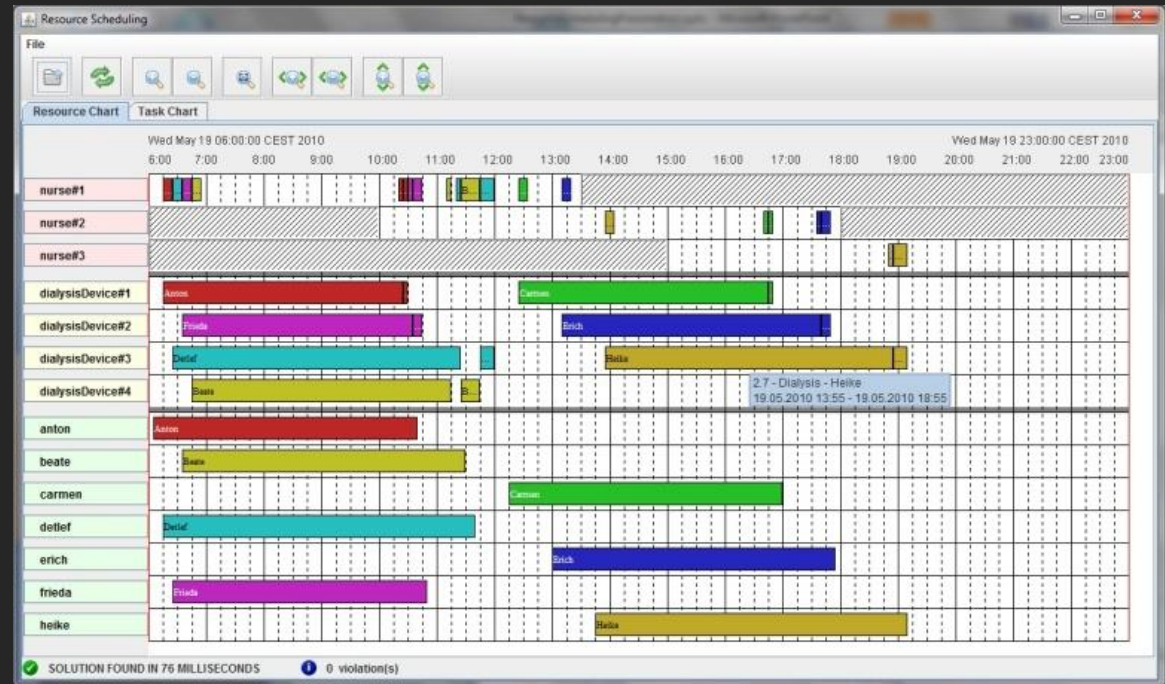 Resource Scheduling
File
Resource Chart Task Chart
Wed May 19 06:00:00 CEST 2010 Wed May 19 23:00:00 CEST 2010
6:00 7:00 8:00 9:00 10:00 11:00 12:00 13:00 14:00 15:00 16:00 17:00 18:00 19:00 20:00 21:00 22:00 23:00
nurse#1 B...
nurse#2
nurse#3
dialysisDevice#1 Anton Carmen
dialysisDevice#2 Frieda ... Erich ...
dialysisDevice#3 Detlef ... Heike ...
dialysisDevice#4 Beate B...
2.7 - Dialysis - Heike
19.05.2010 13:55 - 19.05.2010 18:55
anton Anton
beate Beate
carmen Carmen
detlef Detlef
erich Erich
frieda Frieda
heike Heike
SOLUTION FOUND IN 76 MILLISECONDS 0 violation(s)